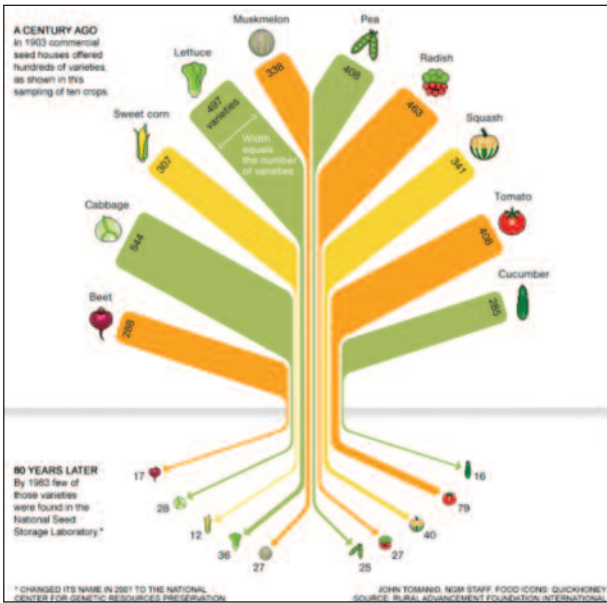 A CENTURY AGO
In 1903 commercial
seed houses offered
hundreds of varieties,
as shown in this
sampling of ten crops.
Muskmelon
338
Pea
408
Lettuce
497
varieties
Width
equals
the number
of varieties
Radish
463
Sweet corn
307
Squash
341
Cabbage
544
Tomato
408
Beet
288
Cucumber
285
80 YEARS LATER
By 1983 few of
those varieties
were found in the
National Seed
Storage Laboratory.*
17
28
12
36
27
25
27
40
79
16
* CHANGED ITS NAME IN 2001 TO THE NATIONAL
CENTER FOR GENETIC RESOURCES PRESERVATION
JOHN TOMANIO, NGM STAFF. FOOD ICONS: QUICKHONEY
SOURCE: RURAL ADVANCEMENT FOUNDATION INTERNATIONAL